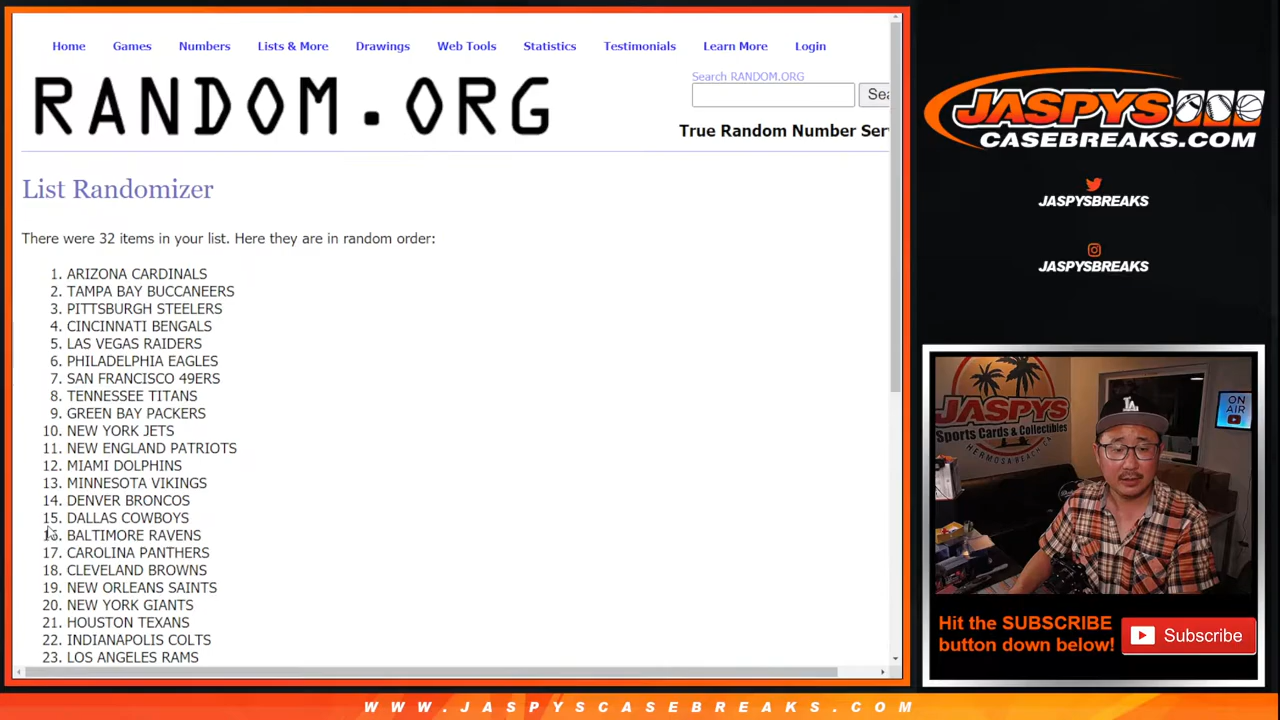 Home Games Numbers Lists & More Drawings Web Tools Statistics Testimonials Learn More Login
RANDOM.ORG
Search RANDOM.ORG
Sea
True Random Number Ser
List Randomizer
There were 32 items in your list. Here they are in random order:
1. ARIZONA CARDINALS
2. TAMPA BAY BUCCANEERS
3. PITTSBURGH STEELERS
4. CINCINNATI BENGALS
5. LAS VEGAS RAIDERS
6. PHILADELPHIA EAGLES
7. SAN FRANCISCO 49ERS
8. TENNESSEE TITANS
9. GREEN BAY PACKERS
10. NEW YORK JETS
11. NEW ENGLAND PATRIOTS
12. MIAMI DOLPHINS
13. MINNESOTA VIKINGS
14. DENVER BRONCOS
15. DALLAS COWBOYS
16. BALTIMORE RAVENS
17. CAROLINA PANTHERS
18. CLEVELAND BROWNS
19. NEW ORLEANS SAINTS
20. NEW YORK GIANTS
21. HOUSTON TEXANS
22. INDIANAPOLIS COLTS
23. LOS ANGELES RAMS
JASPYS
CASEBREAKS.COM
JASPYSBREAKS
JASPYSBREAKS
JASPYS
Sports Cards & Collectibles
HERMOSA BEACH, CA
LA
ON
AIR
Hit the SUBSCRIBE
button down below!
Subscribe
WWW.JASPYSCASEBREAKS.COM